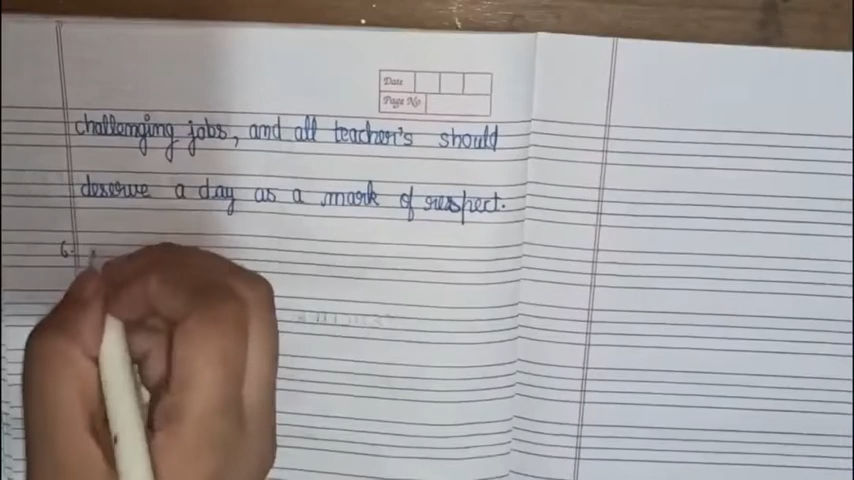 Date
Page No
challenging jobs, and all teacher's should
deserve a day as a mark of respect.
6.